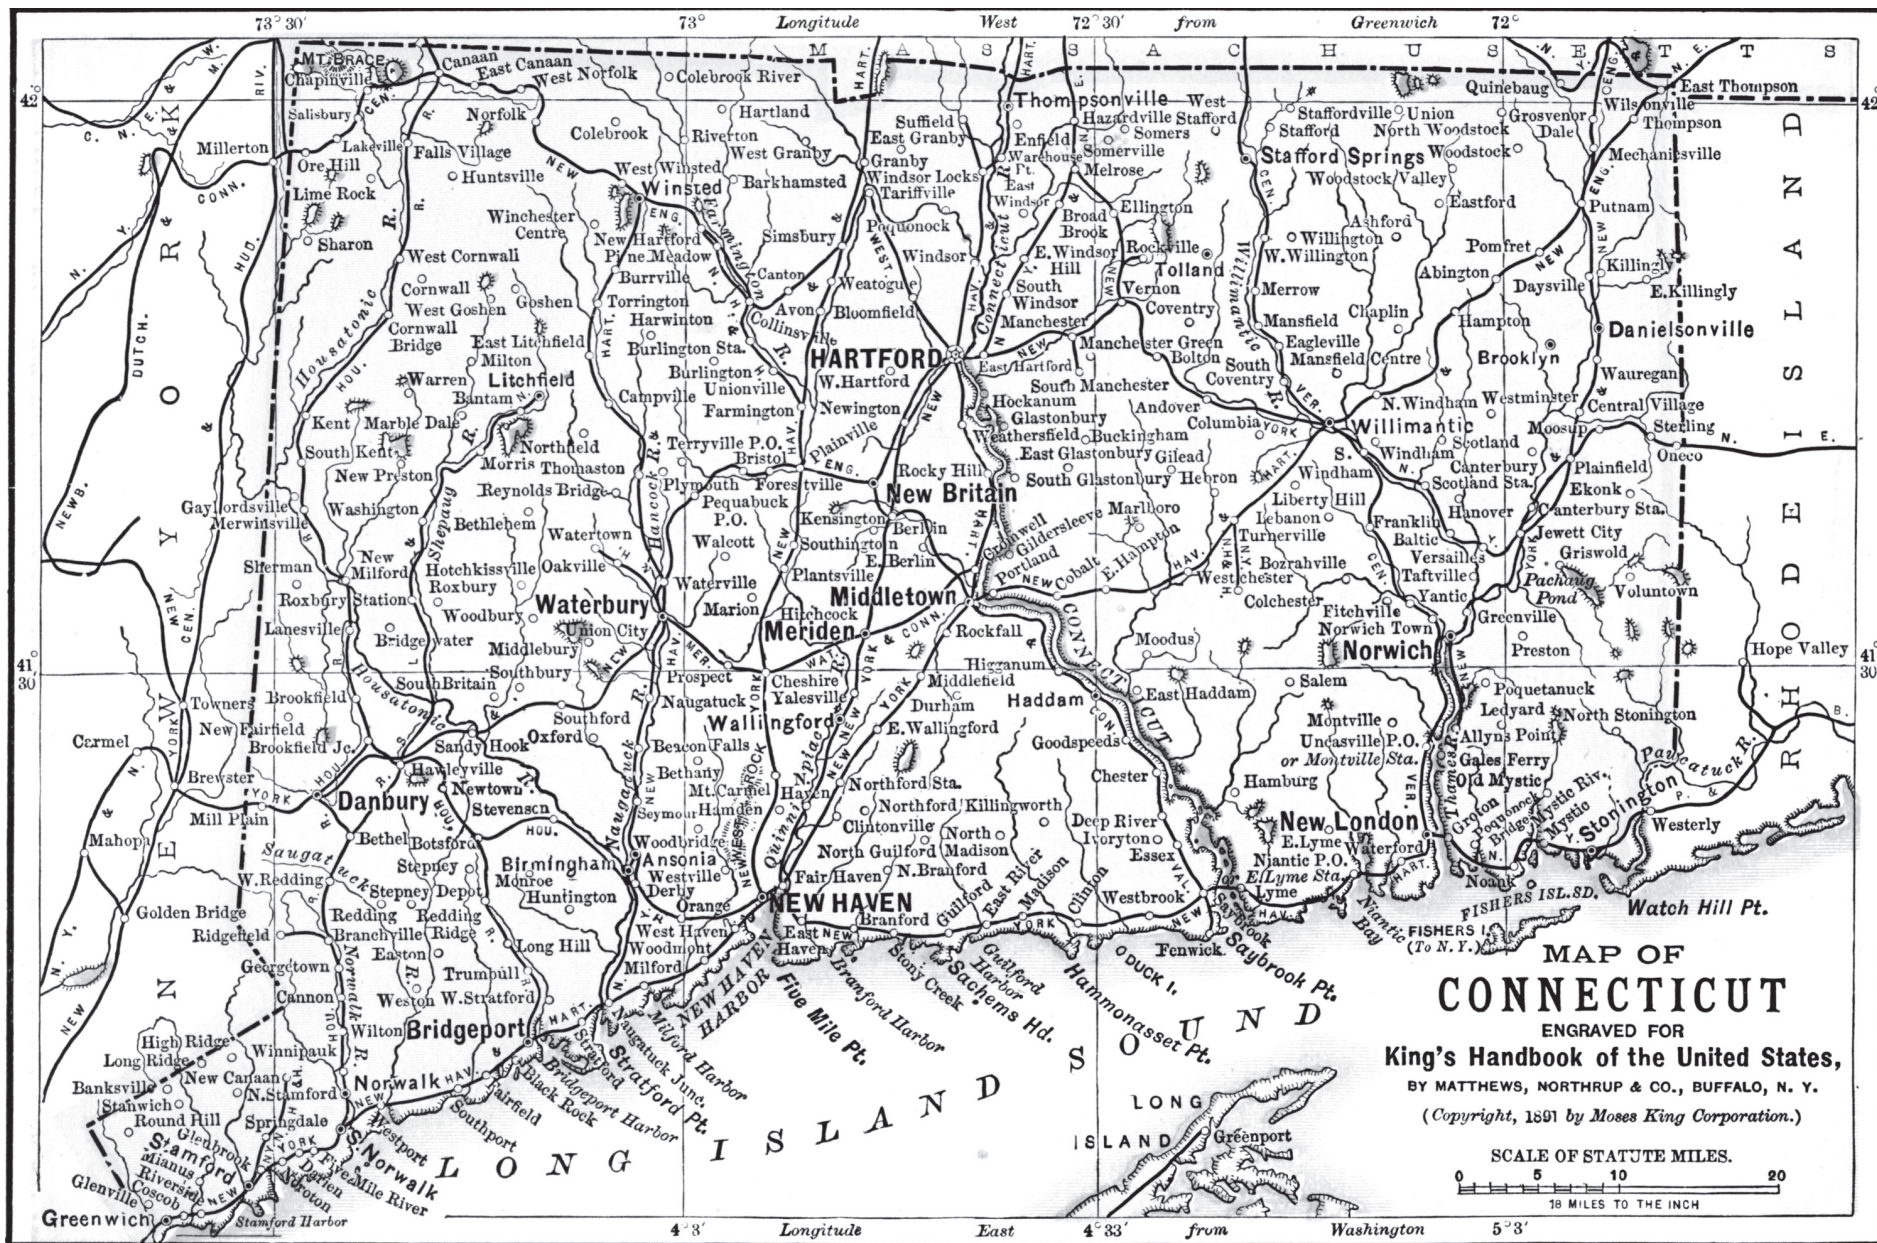 73° 30' 73° Longitude West 72° 30' from Greenwich 72°
MASSACHUSETTS
MT. BRACE
Chapinville
Canaan
East Canaan
West Norfolk
Colebrook River
Thompsonville
West Stafford
Hazardville
Somers
Staffordville
Union
Quinebaug
East Thompson
42°
Salisbury
Norfolk
Hartland
Suffield
East Granby
Enfield
Stafford
North Woodstock
Grosvenor Dale
Wilsonville
Thompson
C. N. E. & W.
Millerton
Lakeville
Ore Hill
Falls Village
Colebrook
Riverton
West Granby
Granby
Windsor Locks
Warehouse Pt.
Somerville
Melrose
Stafford Springs
Woodstock
Mechanicsville
CONN.
Lime Rock
Huntsville
West Winsted
Winsted
Barkhamsted
Tariffville
East Windsor
Woodstock Valley
Eastford
Putnam
Sharon
Winchester Centre
New Hartford
Pine Meadow
Simsbury
Poquonock
Broad Brook
Ellington
Ashford
Willington
Pomfret
West Cornwall
Burrville
Farmington R.
Canton
Windsor
E. Windsor Hill
Rockville
Tolland
W. Willington
Abington
Killingly
Cornwall
Goshen
West Goshen
Torrington
Weatogue
South Windsor
Vernon
Coventry
Merrow
Daysville
E. Killingly
Cornwall Bridge
Harwinton
Collinsville
Avon
Bloomfield
Manchester
Mansfield
Chaplin
Hampton
Danielsonville
Housatonic
East Litchfield
Milton
Burlington Sta.
HARTFORD
East Hartford
Manchester Green
Bolton
Eagleville
Mansfield Centre
Brooklyn
Warren
Litchfield
Bantam
Burlington
Unionville
W. Hartford
South Manchester
South Coventry
Wauregan
Kent
Marble Dale
Campville
Farmington
Newington
Hockanum
Glastonbury
Andover
Columbia
N. Windham
Westminster
Central Village
South Kent
Northfield
Terryville P.O.
Bristol
Plainville
Weathersfield
Buckingham
Willimantic
Scotland
Moosup
Sterling
Oneco
New Preston
Morris
Thomaston
Plymouth
Forestville
Rocky Hill
East Glastonbury
Gilead
Windham
Canterbury
Plainfield
Gaylordsville
Merwinsville
Washington
Reynolds Bridge
Pequabuck P.O.
New Britain
South Glastonbury
Hebron
Liberty Hill
Scotland Sta.
Ekonk
Shepaug
Bethlehem
Hancock R.
Kensington
Berlin
Cromwell
Gildersleeve
Marlboro
Lebanon
Franklin
Hanover
Canterbury Sta.
Watertown
Walcott
Southington
Turnerville
Baltic
Jewett City
Sherman
New Milford
Hotchkissville
Oakville
E. Berlin
Portland
Cobalt
E. Hampton
Versailles
Griswold
Roxbury
Waterville
Plantsville
Westchester
Bozrahville
Taftville
Pachaug Pond
Voluntown
Roxbury Station
Woodbury
Waterbury
Marion
Hitchcock
Middletown
Colchester
Fitchville
Yantic
Greenville
Lanesville
Bridgewater
Union City
Meriden
Rockfall
Moodus
Norwich Town
Norwich
Preston
Hope Valley
41° 30'
Middlebury
Southbury
Prospect
Cheshire
Higganum
Middlefield
CONNECTICUT
Salem
Poquetanuck
Brookfield
South Britain
Naugatuck
Yalesville
Durham
Haddam
East Haddam
Ledyard
North Stonington
Towners
New Fairfield
Housatonic
Southford
Wallingford
E. Wallingford
Goodspeeds
Montville
Uncasville P.O.
or Montville Sta.
Allyns Point
Pawcatuck R.
Carmel
Brookfield Jc.
Sandy Hook
Oxford
Beacon Falls
Bethany
Brewster
Hawleyville
Newtown
Mt. Carmel
N. Haven
Northford Sta.
Chester
Hamburg
Gales Ferry
Old Mystic
Danbury
Stevenson
Seymour
Hamden
Northford
Killingworth
Mystic Riv.
Stonington
Mill Plain
Clintonville
Deep River
New London
Groton
Poquonock Bridge
Mystic
Westerly
Mahopa
Bethel
Botsford
Birmingham
Woodbridge
Ansonia
North Guilford
North Madison
Ivoryton
Essex
E. Lyme
Waterford
Saugatuck
Stepney
Westville
Niantic P.O.
E. Lyme Sta.
Noank
W. Redding
Stepney Depot
Monroe
Huntington
Derby
Fair Haven
N. Branford
Lyme
FISHERS ISL. SD.
Watch Hill Pt.
Golden Bridge
Redding
Redding Ridge
Orange
NEW HAVEN
Branford
Guilford
East River
Madison
Clinton
Westbrook
Saybrook
Niantic Bay
Ridgefield
Branchville
Long Hill
West Haven
Woodmont
East Haven
Fenwick
Saybrook Pt.
FISHERS I.
(To N. Y.)
Georgetown
Easton
Trumbull
Milford
NEW HAVEN HARBOR
Five Mile Pt.
Branford Harbor
Stony Creek
Sachems Hd.
Guilford Harbor
Hammonasset Pt.
DUCK I.
Cannon
Weston
W. Stratford
Milford Harbor
Wilton
Bridgeport
Naugatuck Junc.
Stratford
Stratford Pt.
High Ridge
Long Ridge
Winnipauk
Norwalk R.
Bridgeport Harbor
Black Rock
Banksville
New Canaan
Norwalk
Fairfield
Stanwich
N. Stamford
Southport
Round Hill
Springdale
Westport
Glenbrook
S. Norwalk
Stamford
Mianus
Riverside
Coscob
Five Mile River
Darien
Noroton
Glenville
Greenwich
Stamford Harbor
NEW YORK
RHODE ISLAND
LONG ISLAND SOUND
LONG ISLAND
Greenport
Willimantic R.
Connecticut R.
Naugatuck R.
Quinnipiac R.
WEST ROCK
Thames R.
MAP OF
CONNECTICUT
ENGRAVED FOR
King's Handbook of the United States,
BY MATTHEWS, NORTHRUP & CO., BUFFALO, N. Y.
(Copyright, 1891 by Moses King Corporation.)
SCALE OF STATUTE MILES.
0 5 10 20
18 MILES TO THE INCH
4°3' Longitude East 4°33 from Washington 5°3'